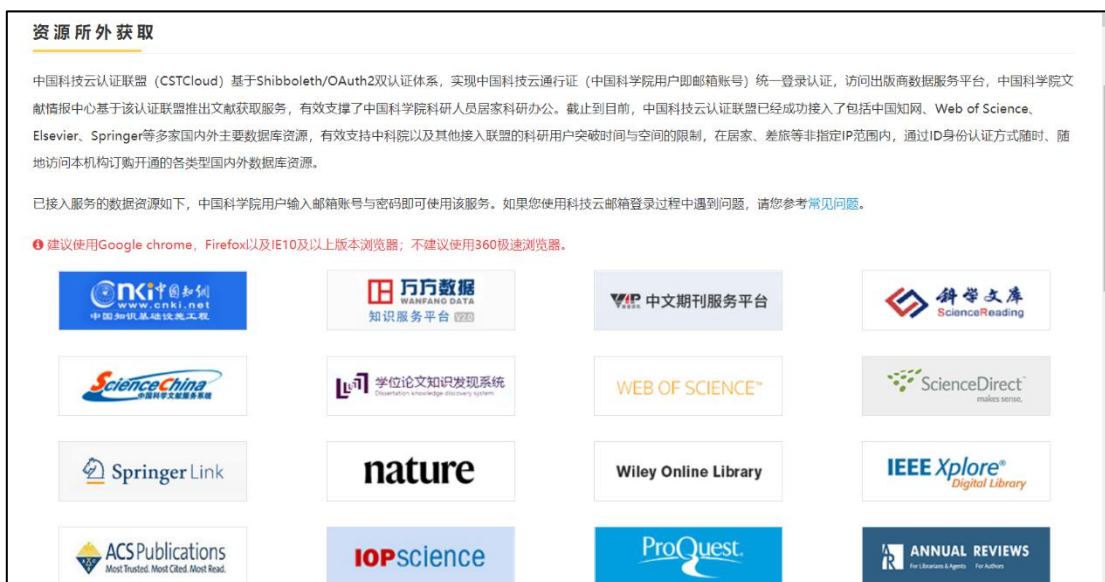 资源所外获取
中国科技云认证联盟（CSTCloud）基于Shibboleth/OAuth2双认证体系，实现中国科技云通行证（中国科学院用户即邮箱账号）统一登录认证，访问出版商数据服务平台，中国科学院文
献情报中心基于该认证联盟推出文献获取服务，有效支撑了中国科学院科研人员居家科研办公。截止到目前，中国科技云认证联盟已经成功接入了包括中国知网、Web of Science、
Elsevier、Springer等多家国内外主要数据库资源，有效支持中科院以及其他接入联盟的科研用户突破时间与空间的限制，在居家、差旅等非指定IP范围内，通过ID身份认证方式随时、随
地访问本机构订购开通的各类型国内外数据库资源。
已接入服务的数据资源如下，中国科学院用户输入邮箱账号与密码即可使用该服务。如果您使用科技云邮箱登录过程中遇到问题，请您参考常见问题。
建议使用Google chrome，Firefox以及IE10及以上版本浏览器；不建议使用360极速浏览器。
cnki中国知网
www.cnki.net
中国知识基础设施工程
万方数据
WANFANG DATA
知识服务平台 V2.0
VIP 中文期刊服务平台
科学文库
ScienceReading
ScienceChina
中国科学文献服务系统
学位论文知识发现系统
Dissertation knowledge discovery system
WEB OF SCIENCE™
ScienceDirect
makes sense.
Springer Link
nature
Wiley Online Library
IEEE Xplore®
Digital Library
ACS Publications
Most Trusted. Most Cited. Most Read.
IOPscience
ProQuest.
AR ANNUAL REVIEWS
For Librarians & Agents For Authors